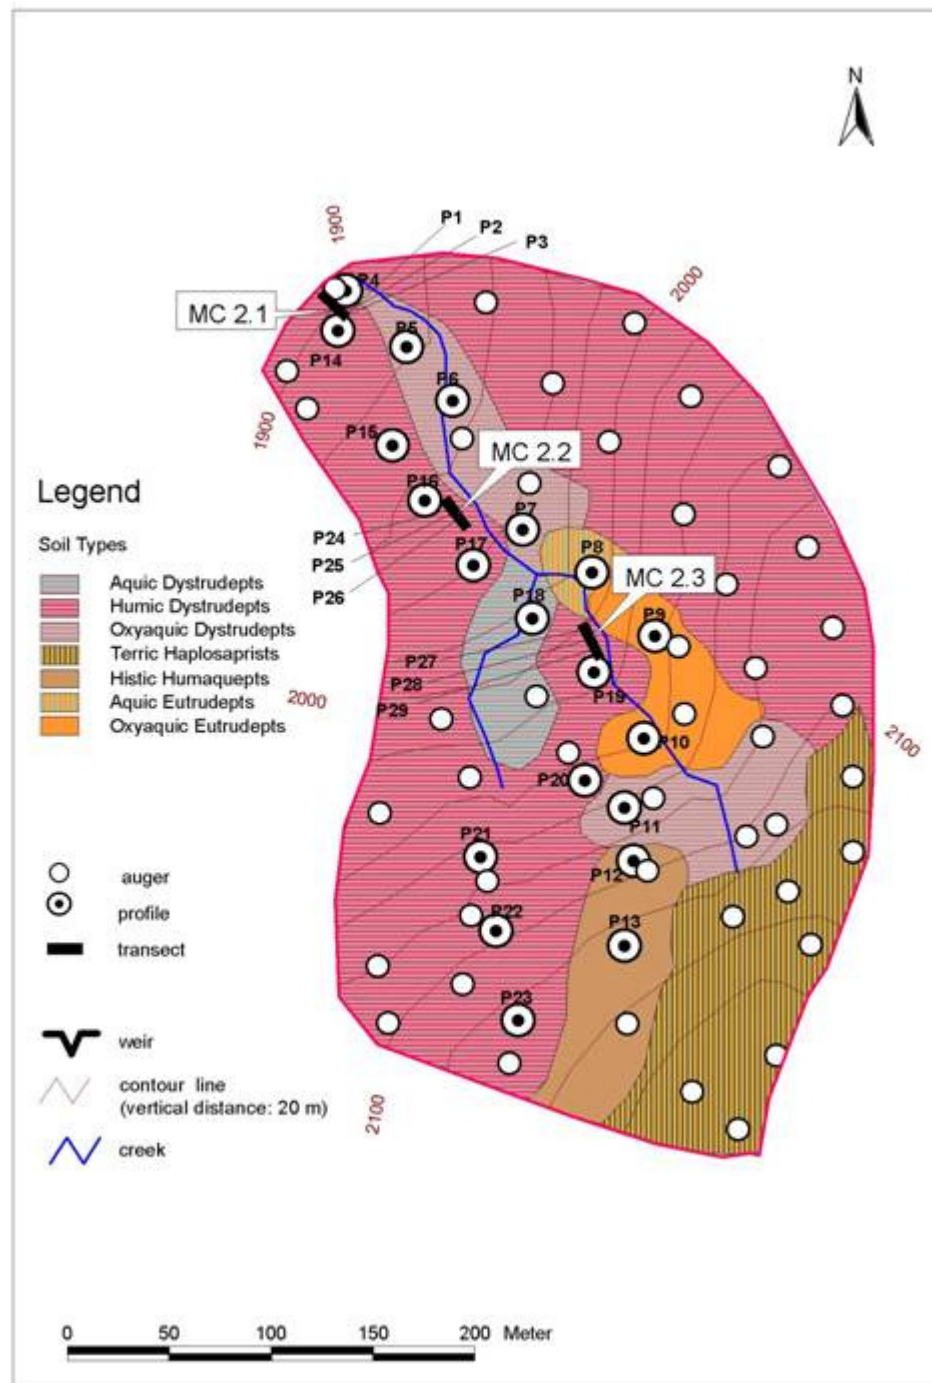 N
P1
P2
P3
1900
2000
P4
MC 2.1
P14
P5
P6
1900
P15
MC 2.2
Legend
P16
P7
Soil Types
P24
P17
P8
P25
MC 2.3
Aquic Dystrudepts
P26
Humic Dystrudepts
P18
P9
Oxyaquic Dystrudepts
Terric Haplosaprists
P27
Histic Humaquepts
P28
P19
Aquic Eutrudepts
2000
P29
Oxyaquic Eutrudepts
P10
2100
P20
P11
P21
P12
auger
profile
P22
P13
transect
P23
weir
contour line
(vertical distance: 20 m)
2100
creek
0 50 100 150 200 Meter